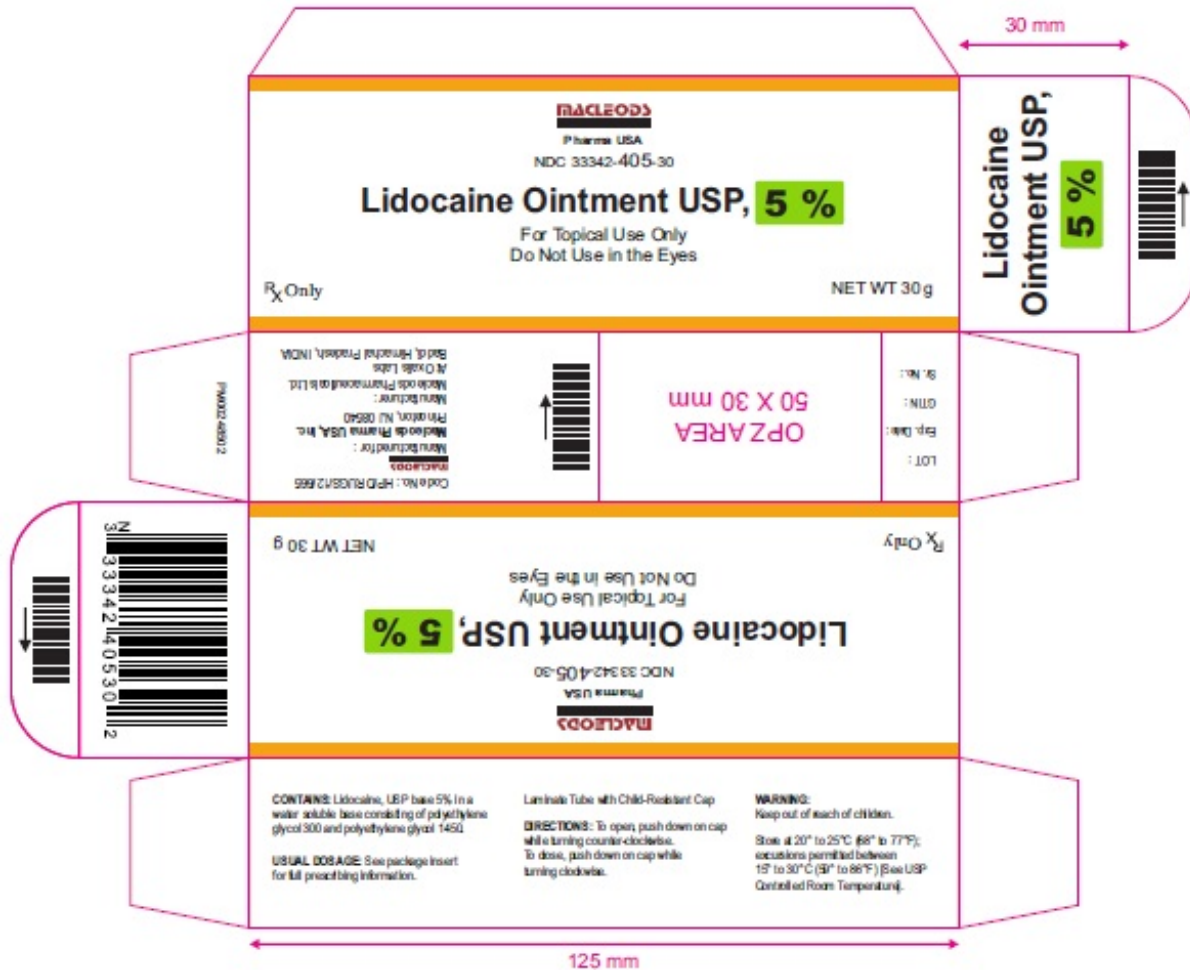 30 mm
MACLEODS
Pharma USA
NDC 33342-405-30
Lidocaine Ointment USP, 5 %
For Topical Use Only
Do Not Use in the Eyes
Rx Only
NET WT 30 g
Lidocaine
Ointment USP,
5 %
Code No.: HP/DRUGS/12/665
MACLEODS
Manufactured for :
Macleods Pharma USA, Inc.
Princeton, NJ 08540
Manufacturer :
Macleods Pharmaceuticals Ltd.
At Oxalis Labs
Baddi, Himachal Pradesh, INDIA
OPZ AREA
50 X 30 mm
LOT :
Exp. Date :
GTIN :
Sr. No. :
MACLEODS
Pharma USA
NDC 33342-405-30
Lidocaine Ointment USP, 5 %
For Topical Use Only
Do Not Use in the Eyes
Rx Only
NET WT 30 g
N
3 33342 40530 2
CONTAINS: Lidocaine, USP base 5% in a
water soluble base consisting of polyethylene
glycol 300 and polyethylene glycol 1450.
USUAL DOSAGE: See package insert
for full prescribing information.
Laminate Tube with Child-Resistant Cap
DIRECTIONS: To open, push down on cap
while turning counter-clockwise.
To close, push down on cap while
turning clockwise.
WARNING:
Keep out of reach of children.
Store at 20° to 25°C (68° to 77°F);
excursions permitted between
15° to 30°C (59° to 86°F) [See USP
Controlled Room Temperature].
125 mm